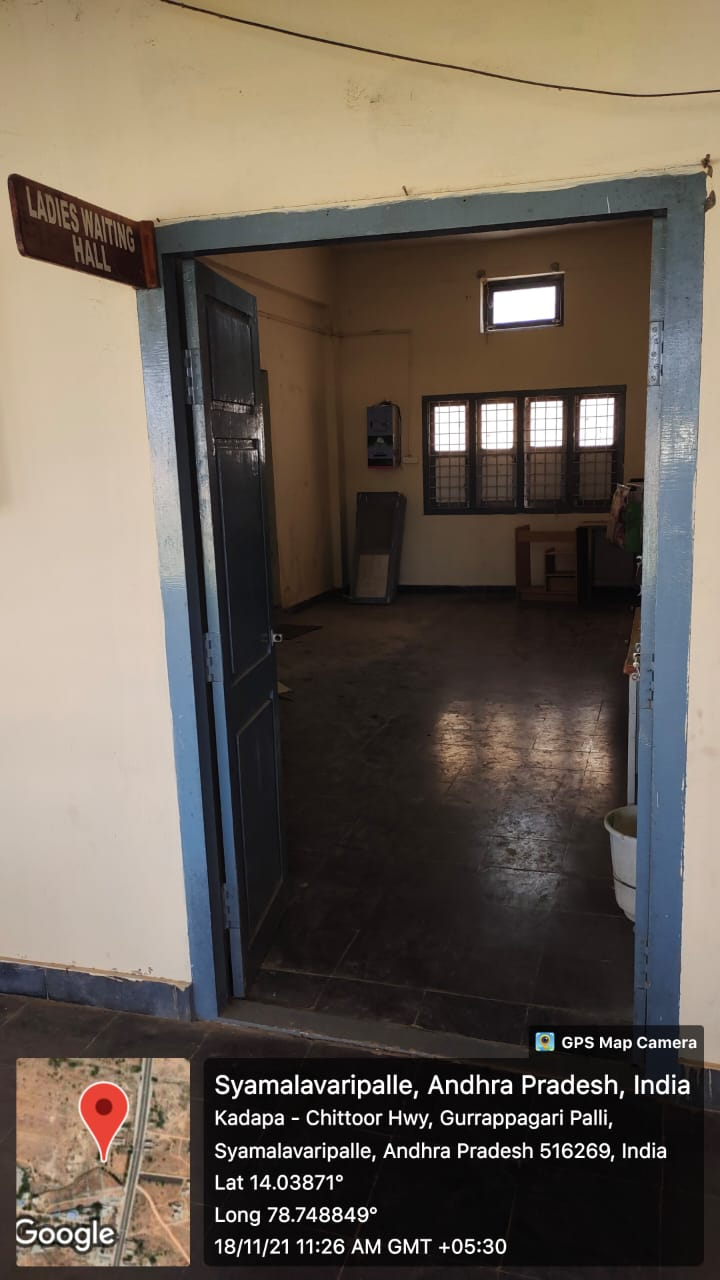 LADIES WAITING
HALL
GPS Map Camera
Syamalavaripalle, Andhra Pradesh, India
Kadapa - Chittoor Hwy, Gurrappagari Palli,
Syamalavaripalle, Andhra Pradesh 516269, India
Lat 14.03871°
Long 78.748849°
18/11/21 11:26 AM GMT +05:30
Google